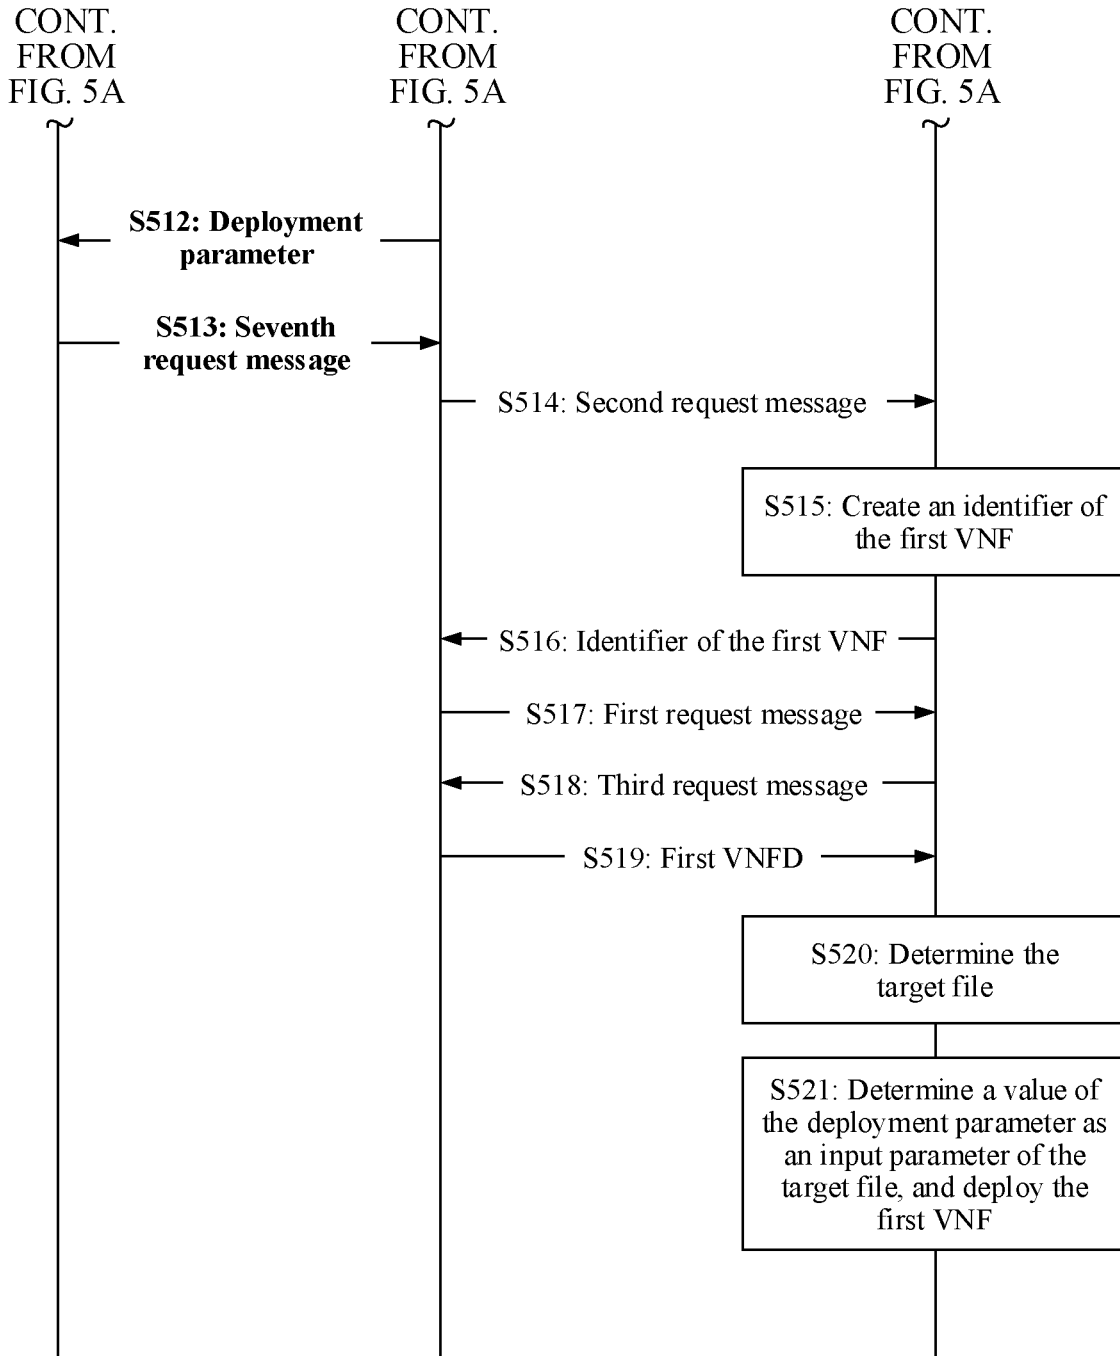 CONT.
FROM
FIG. 5A
CONT.
FROM
FIG. 5A
CONT.
FROM
FIG. 5A
S512: Deployment
parameter
S513: Seventh
request message
S514: Second request message
S515: Create an identifier of
the first VNF
S516: Identifier of the first VNF
S517: First request message
S518: Third request message
S519: First VNFD
S520: Determine the
target file
S521: Determine a value of
the deployment parameter as
an input parameter of the
target file, and deploy the
first VNF